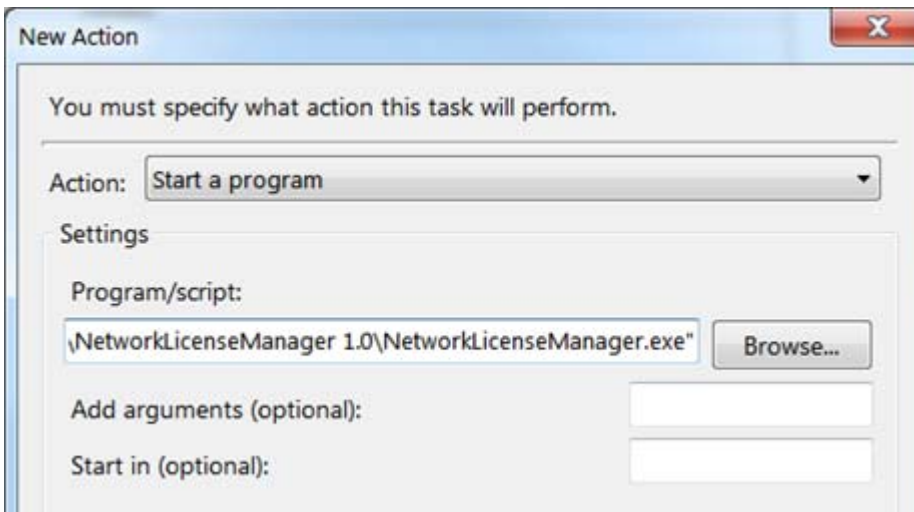 New Action
You must specify what action this task will perform.
Action: Start a program
Settings
Program/script:
\NetworkLicenseManager 1.0\NetworkLicenseManager.exe" Browse...
Add arguments (optional):
Start in (optional):